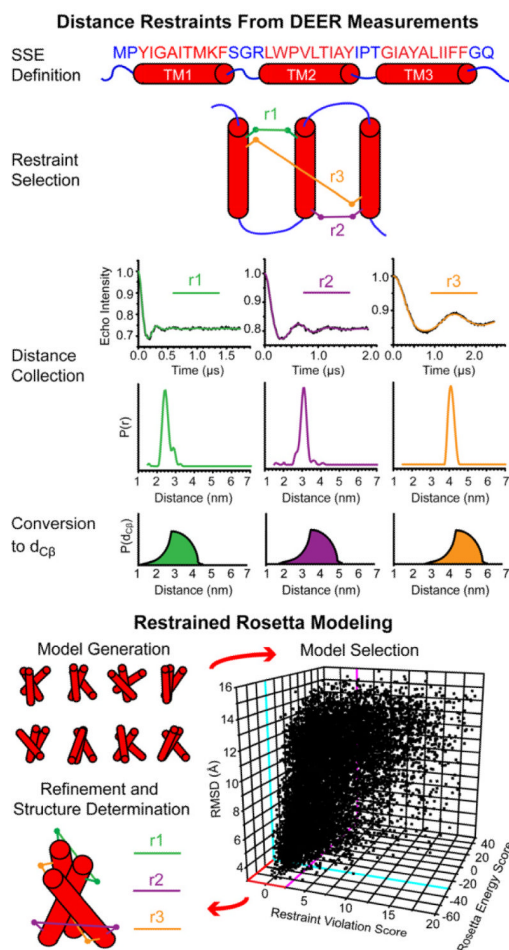 Distance Restraints From DEER Measurements
SSE Definition
MPYIGAITMKFSGRLWPVLTIAYIPTGIAYALIIFFGQ
TM1 TM2 TM3
Restraint Selection
r1
r3
r2
Distance Collection
Echo Intensity
1.0
0.9
0.8
0.7
r1
0.0 0.5 1.0 1.5
Time (µs)
1.0
0.9
0.8
r2
0.0 0.5 1.0 1.5 2.0
Time (µs)
1.0
0.9
r3
0.0 1.0 2.0
Time (µs)
P(r)
1 2 3 4 5 6 7
Distance (nm)
1 2 3 4 5 6 7
Distance (nm)
1 2 3 4 5 6 7
Distance (nm)
Conversion to dCβ
P(dCβ)
1 2 3 4 5 6 7
Distance (nm)
1 2 3 4 5 6 7
Distance (nm)
1 2 3 4 5 6 7
Distance (nm)
Restrained Rosetta Modeling
Model Generation
Model Selection
RMSD (Å)
16
14
12
10
8
6
4
0 5 10 15 20
Restraint Violation Score
40
20
0
-20
-40
-60
Rosetta Energy Score
Refinement and
Structure Determination
r1
r2
r3